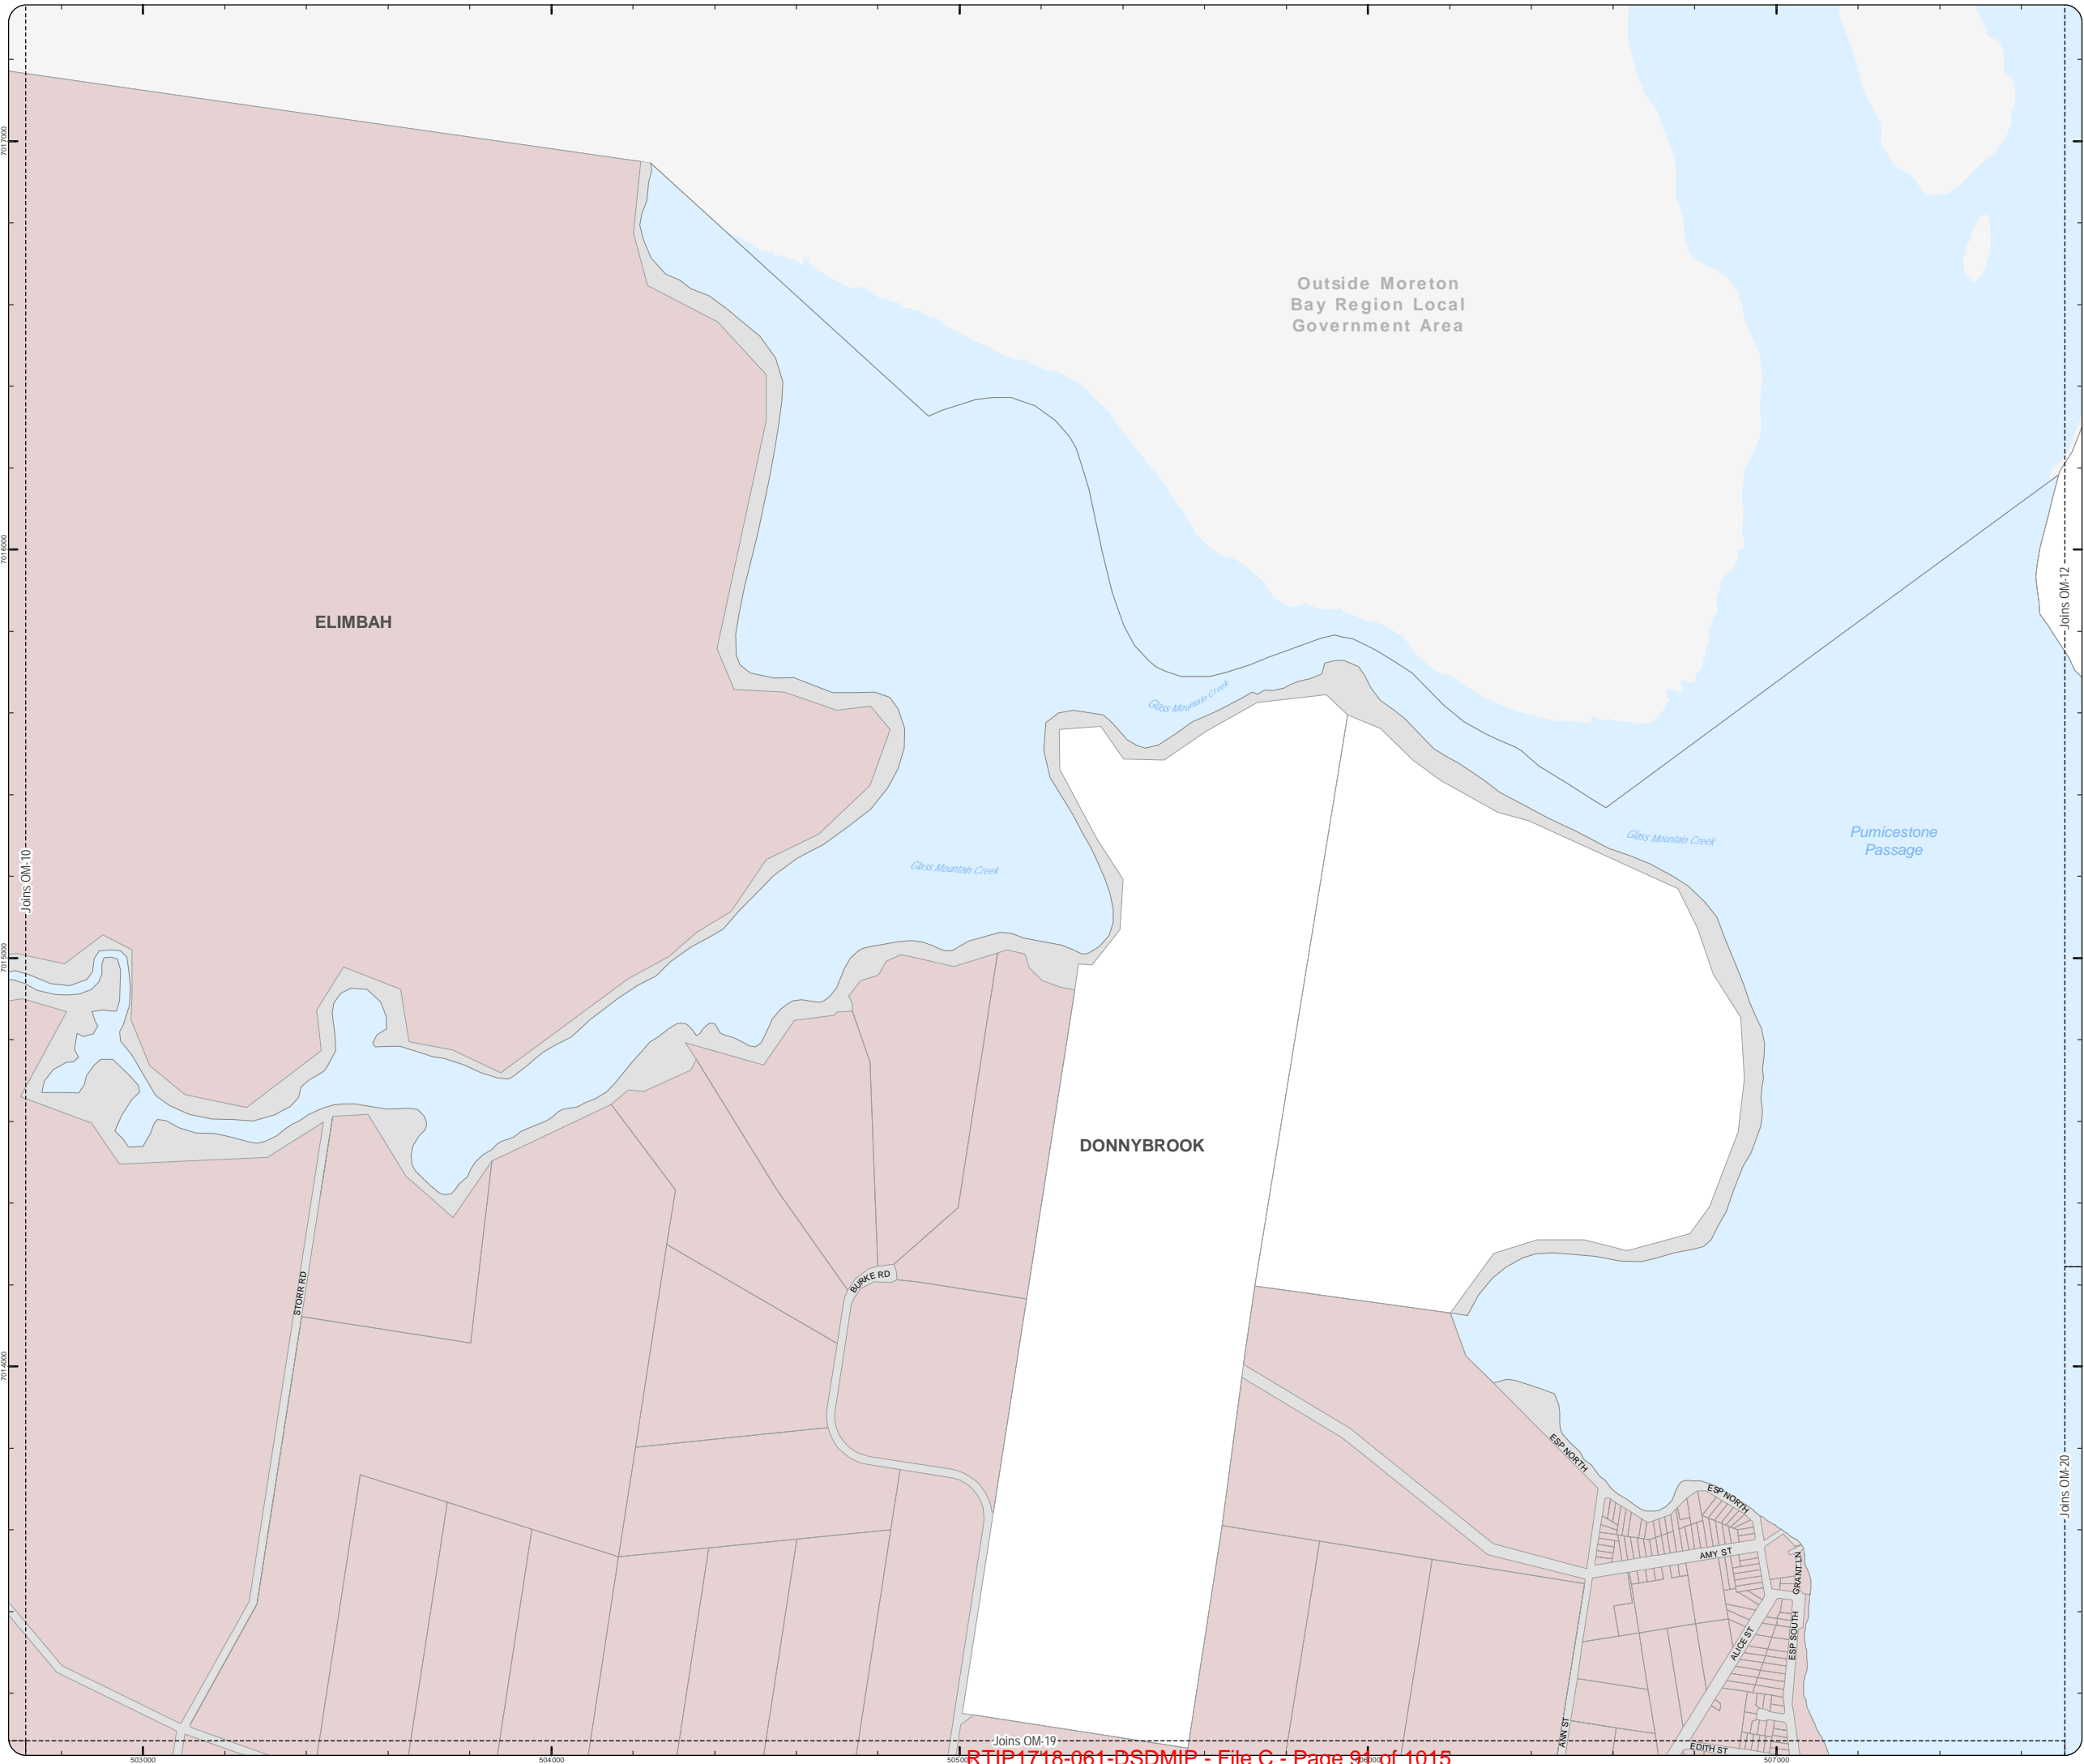 7017000
Outside Moreton
Bay Region Local
Government Area
7016000
Joins OM-12
ELIMBAH
Glass Mountain Creek
Glass Mountain Creek
Pumicestone
Passage
Glass Mountain Creek
Joins OM-10
7015000
DONNYBROOK
BURKE RD
STORR RD
7014000
ESP NORTH
Joins OM-20
ESP NORTH
AMY ST
GRANT LN
ALICE ST
ESP SOUTH
ANN ST
EDITH ST
Joins OM-19
503000
504000
505000
506000
507000
RTIP1718-061-DSDMIP - File C - Page 91 of 1015